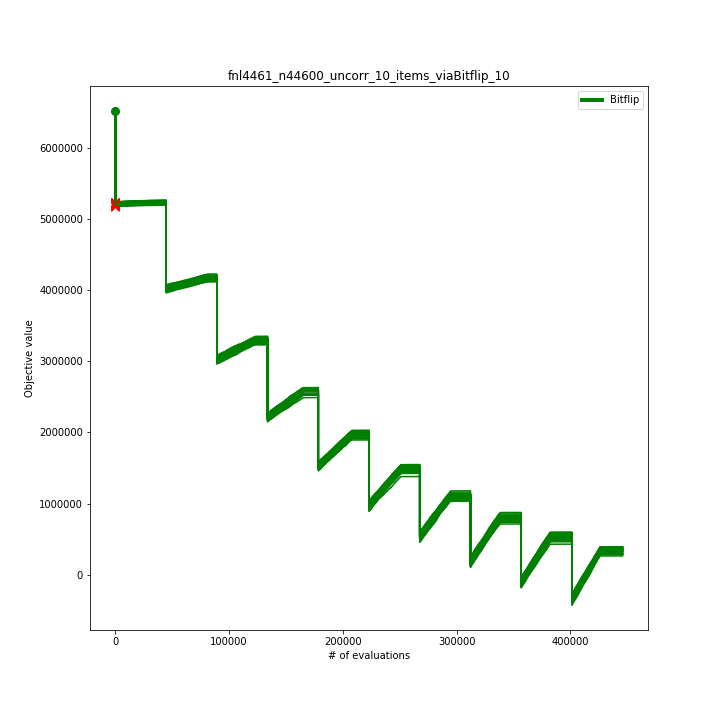 fnl4461_n44600_uncorr_10_items_viaBitflip_10
Bitflip
Objective value
6000000
5000000
4000000
3000000
2000000
1000000
0
0 100000 200000 300000 400000
# of evaluations